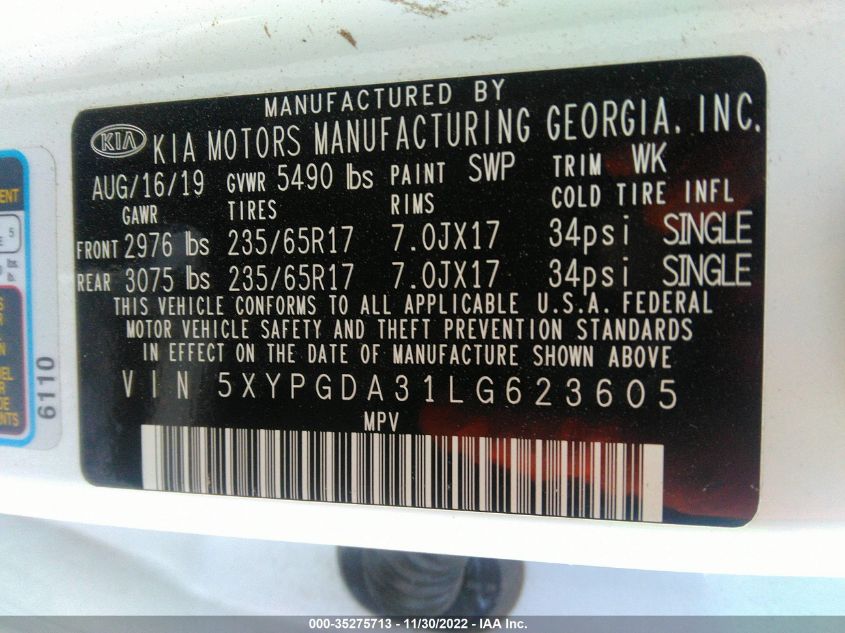 MANUFACTURED BY
KIA KIA MOTORS MANUFACTURING GEORGIA, INC.
AUG/16/19 GVWR 5490 lbs PAINT SWP TRIM WK
GAWR TIRES RIMS COLD TIRE INFL
FRONT 2976 lbs 235/65R17 7.0JX17 34psi SINGLE
REAR 3075 lbs 235/65R17 7.0JX17 34psi SINGLE
THIS VEHICLE CONFORMS TO ALL APPLICABLE U.S.A. FEDERAL
MOTOR VEHICLE SAFETY AND THEFT PREVENTION STANDARDS
IN EFFECT ON THE DATE OF MANUFACTURE SHOWN ABOVE
VIN 5XYPGDA31LG623605
MPV
5
6110
000-35275713 - 11/30/2022 - IAA Inc.